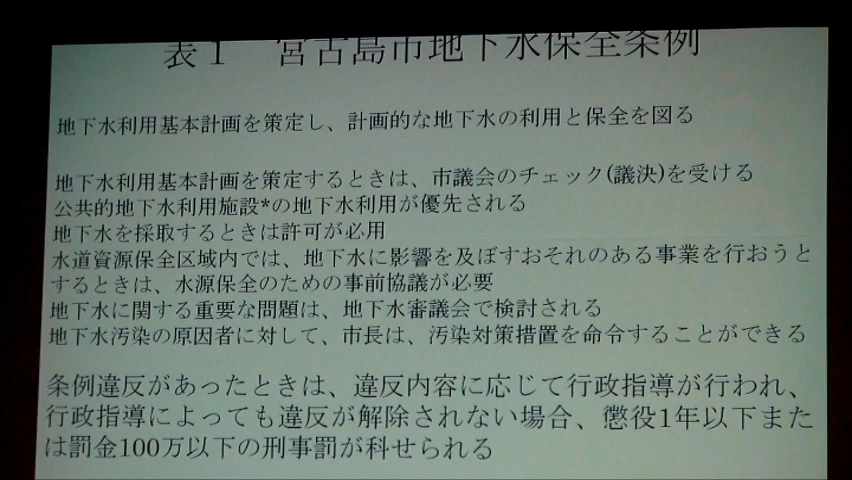 表１　宮古島市地下水保全条例
地下水利用基本計画を策定し、計画的な地下水の利用と保全を図る
地下水利用基本計画を策定するときは、市議会のチェック(議決)を受ける
公共的地下水利用施設*の地下水利用が優先される
地下水を採取するときは許可が必用
水道資源保全区域内では、地下水に影響を及ぼすおそれのある事業を行おうと
するときは、水源保全のための事前協議が必要
地下水に関する重要な問題は、地下水審議会で検討される
地下水汚染の原因者に対して、市長は、汚染対策措置を命令することができる
条例違反があったときは、違反内容に応じて行政指導が行われ、
行政指導によっても違反が解除されない場合、懲役1年以下また
は罰金100万以下の刑事罰が科せられる